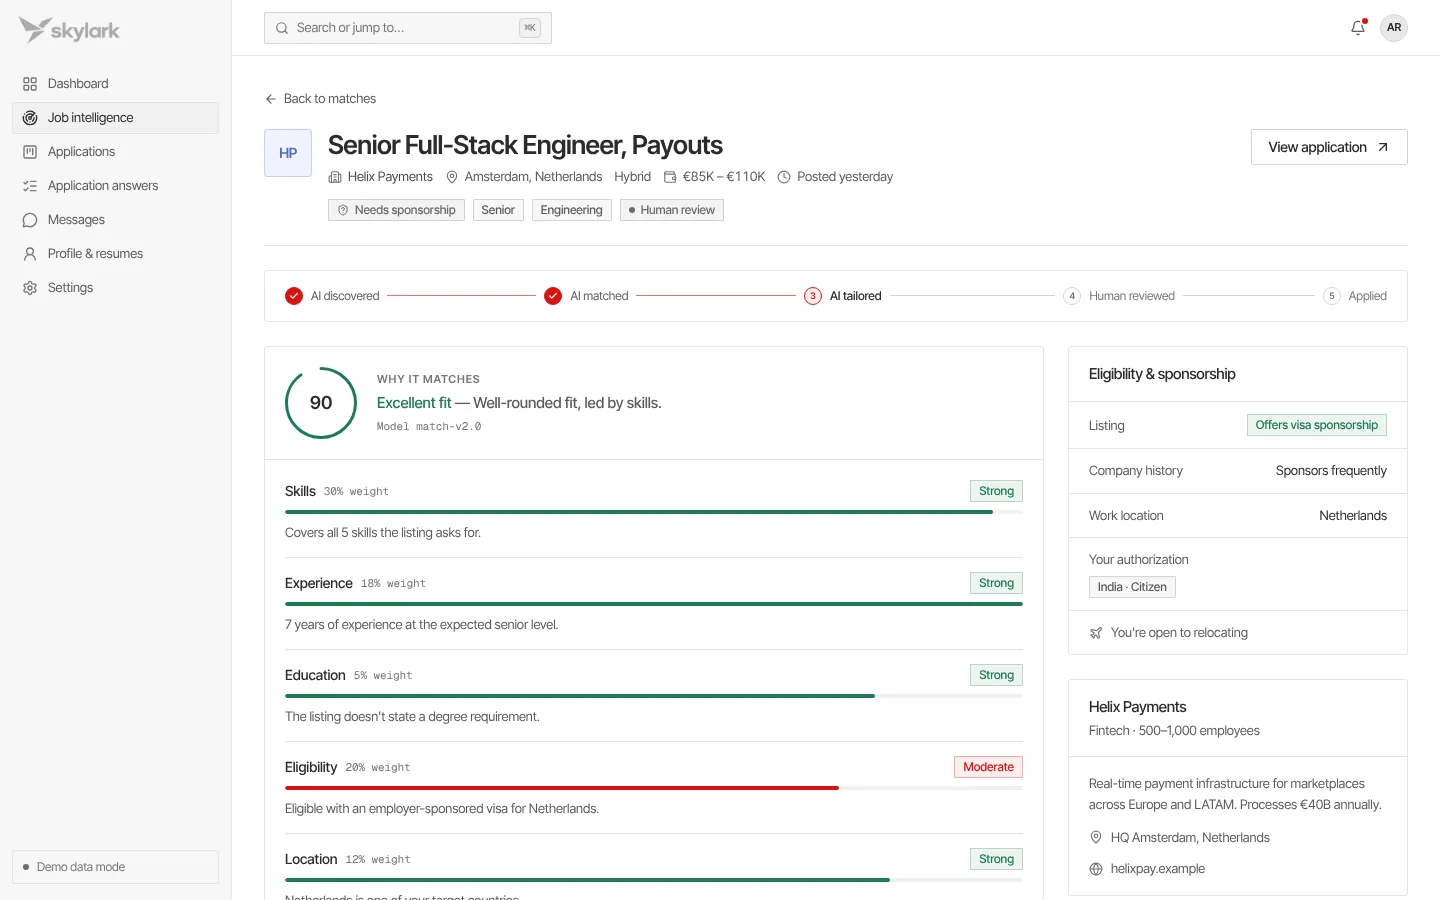 skylark
Search or jump to...
⌘K
AR
Dashboard
Job intelligence
Applications
Application answers
Messages
Profile & resumes
Settings
Demo data mode
Back to matches
HP
Senior Full-Stack Engineer, Payouts
Helix Payments Amsterdam, Netherlands Hybrid €85K – €110K Posted yesterday
Needs sponsorship Senior Engineering Human review
View application
AI discovered AI matched 3 AI tailored 4 Human reviewed 5 Applied
90
WHY IT MATCHES
Excellent fit — Well-rounded fit, led by skills.
Model match-v2.0
Skills 30% weight Strong
Covers all 5 skills the listing asks for.
Experience 18% weight Strong
7 years of experience at the expected senior level.
Education 5% weight Strong
The listing doesn't state a degree requirement.
Eligibility 20% weight Moderate
Eligible with an employer-sponsored visa for Netherlands.
Location 12% weight Strong
Netherlands is one of your target countries.
Eligibility & sponsorship
Listing Offers visa sponsorship
Company history Sponsors frequently
Work location Netherlands
Your authorization
India · Citizen
You're open to relocating
Helix Payments
Fintech · 500–1,000 employees
Real-time payment infrastructure for marketplaces
across Europe and LATAM. Processes €40B annually.
HQ Amsterdam, Netherlands
helixpay.example